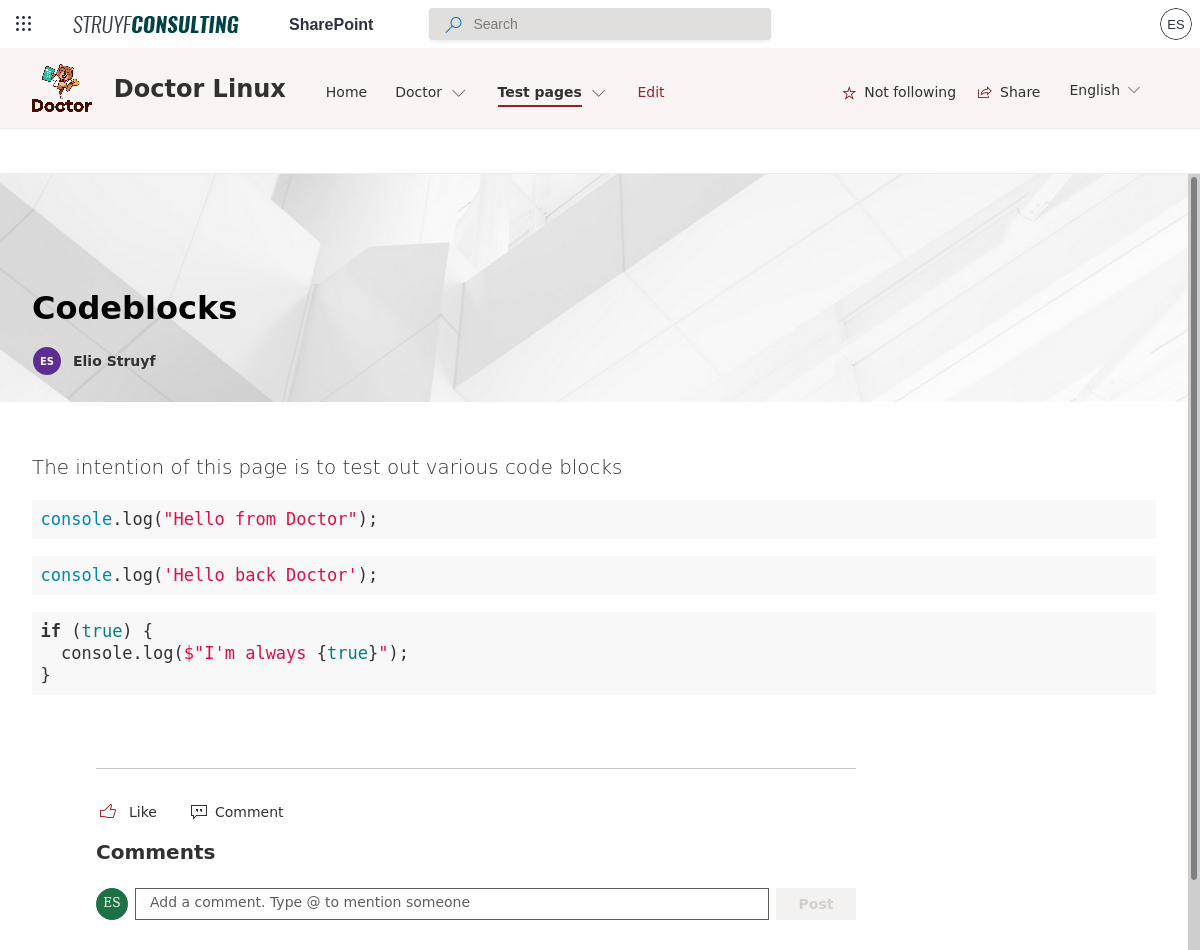 STRUYFCONSULTING SharePoint Search ES
Doctor Doctor Linux Home Doctor Test pages Edit Not following Share English
Codeblocks
ES Elio Struyf
The intention of this page is to test out various code blocks
console.log("Hello from Doctor");
console.log('Hello back Doctor');
if (true) {
  console.log($"I'm always {true}");
}
Like Comment
Comments
ES Add a comment. Type @ to mention someone Post